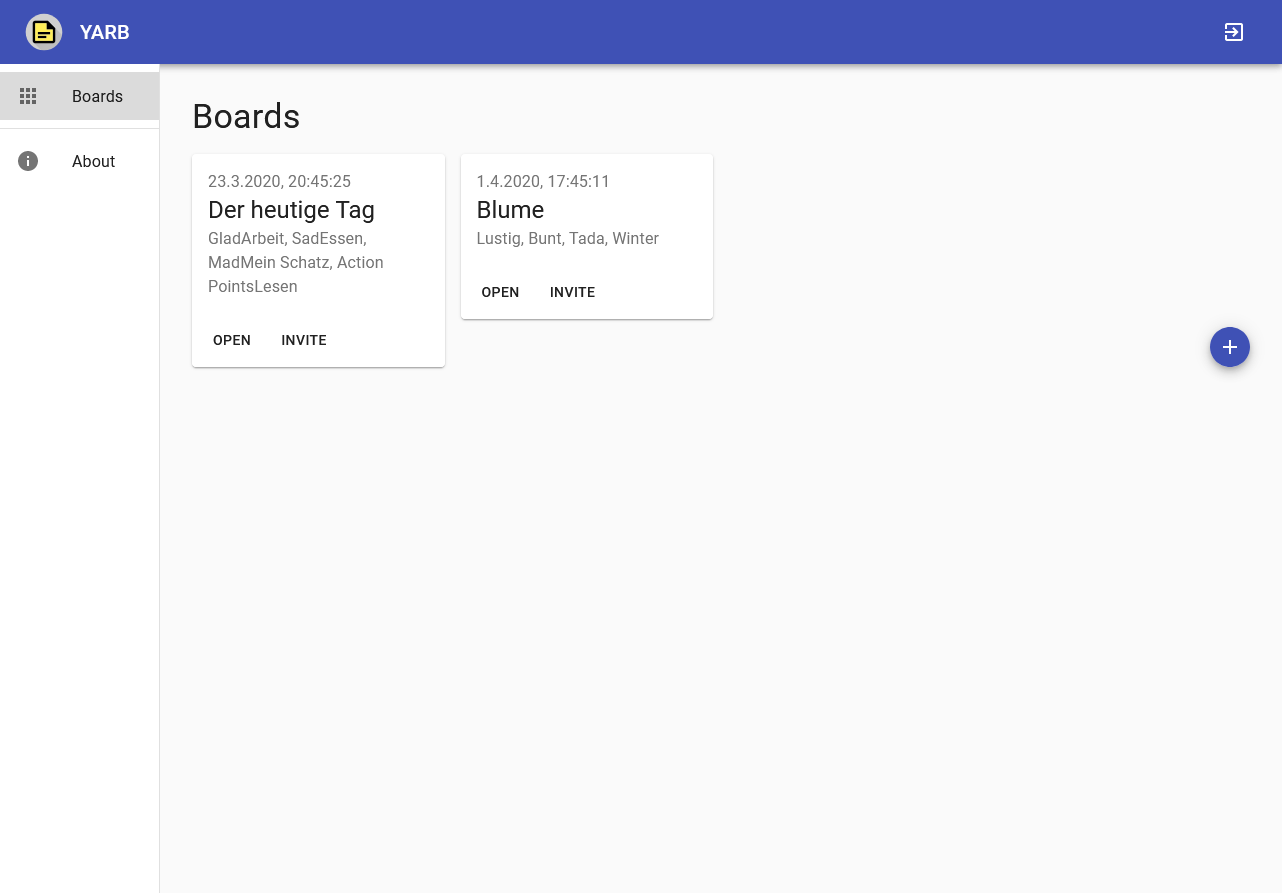 YARB
Boards
About
Boards
23.3.2020, 20:45:25
Der heutige Tag
GladArbeit, SadEssen,
MadMein Schatz, Action
PointsLesen
OPEN INVITE
1.4.2020, 17:45:11
Blume
Lustig, Bunt, Tada, Winter
OPEN INVITE